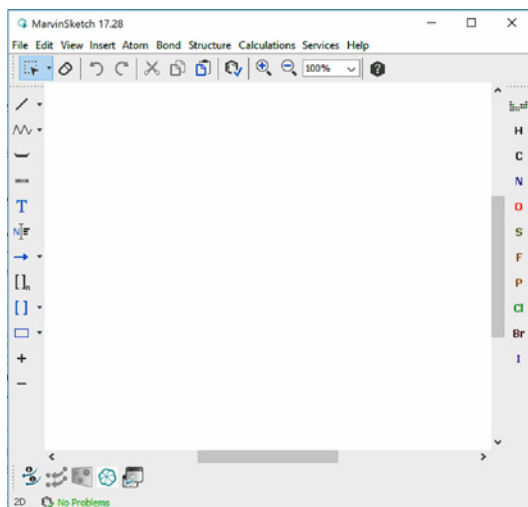 MarvinSketch 17.28
File Edit View Insert Atom Bond Structure Calculations Services Help
100%
?
H
C
N
O
S
F
P
Cl
Br
I
T
N
[ ]n
[ ]
+
−
2D No Problems